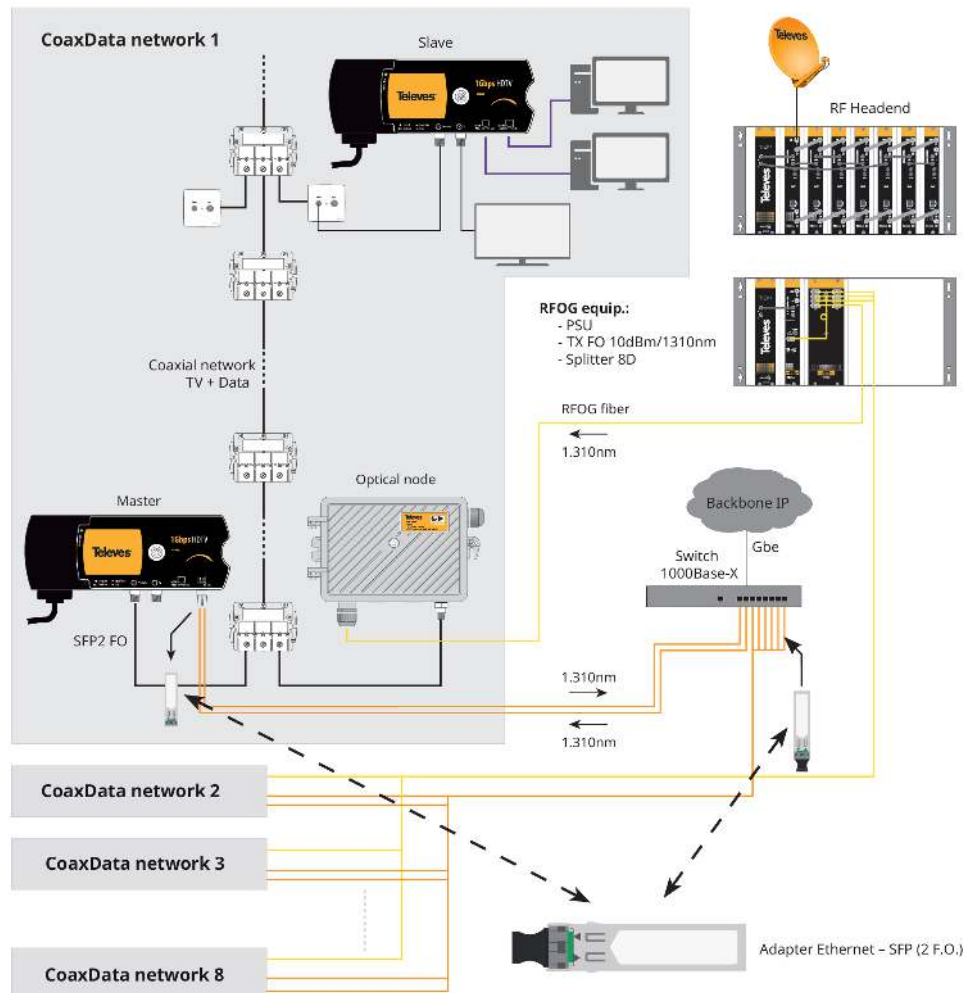 CoaxData network 1
Slave
Televes
1Gbps HDTV
Televes
RF Headend
Televes
RFOG equip.:
- PSU
- TX FO 10dBm/1310nm
- Splitter 8D
Televes
Coaxial network
TV + Data
RFOG fiber
1.310nm
Master
Optical node
Televes
1Gbps HDTV
Televes
Backbone IP
Gbe
Switch
1000Base-X
SFP2 FO
1.310nm
1.310nm
CoaxData network 2
CoaxData network 3
CoaxData network 8
Adapter Ethernet – SFP (2 F.O.)